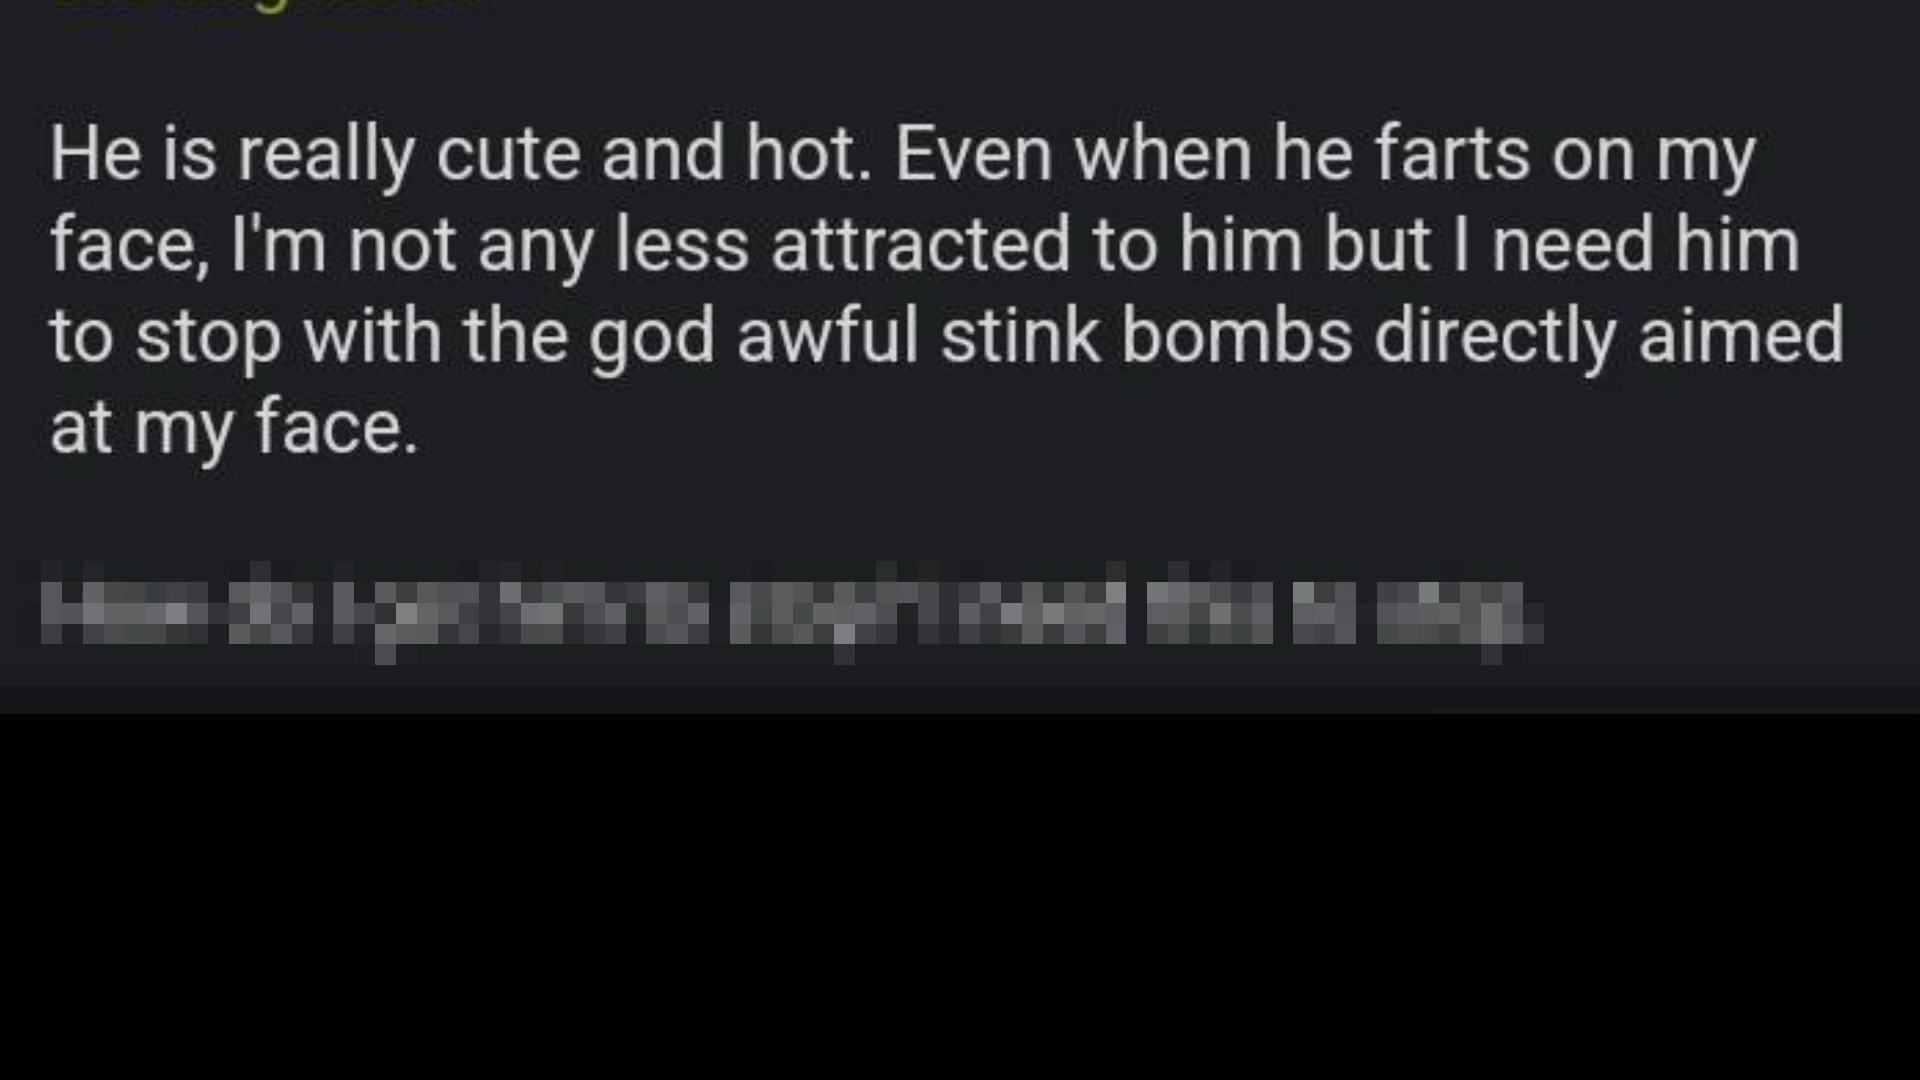 He is really cute and hot. Even when he farts on my
face, I'm not any less attracted to him but I need him
to stop with the god awful stink bombs directly aimed
at my face.